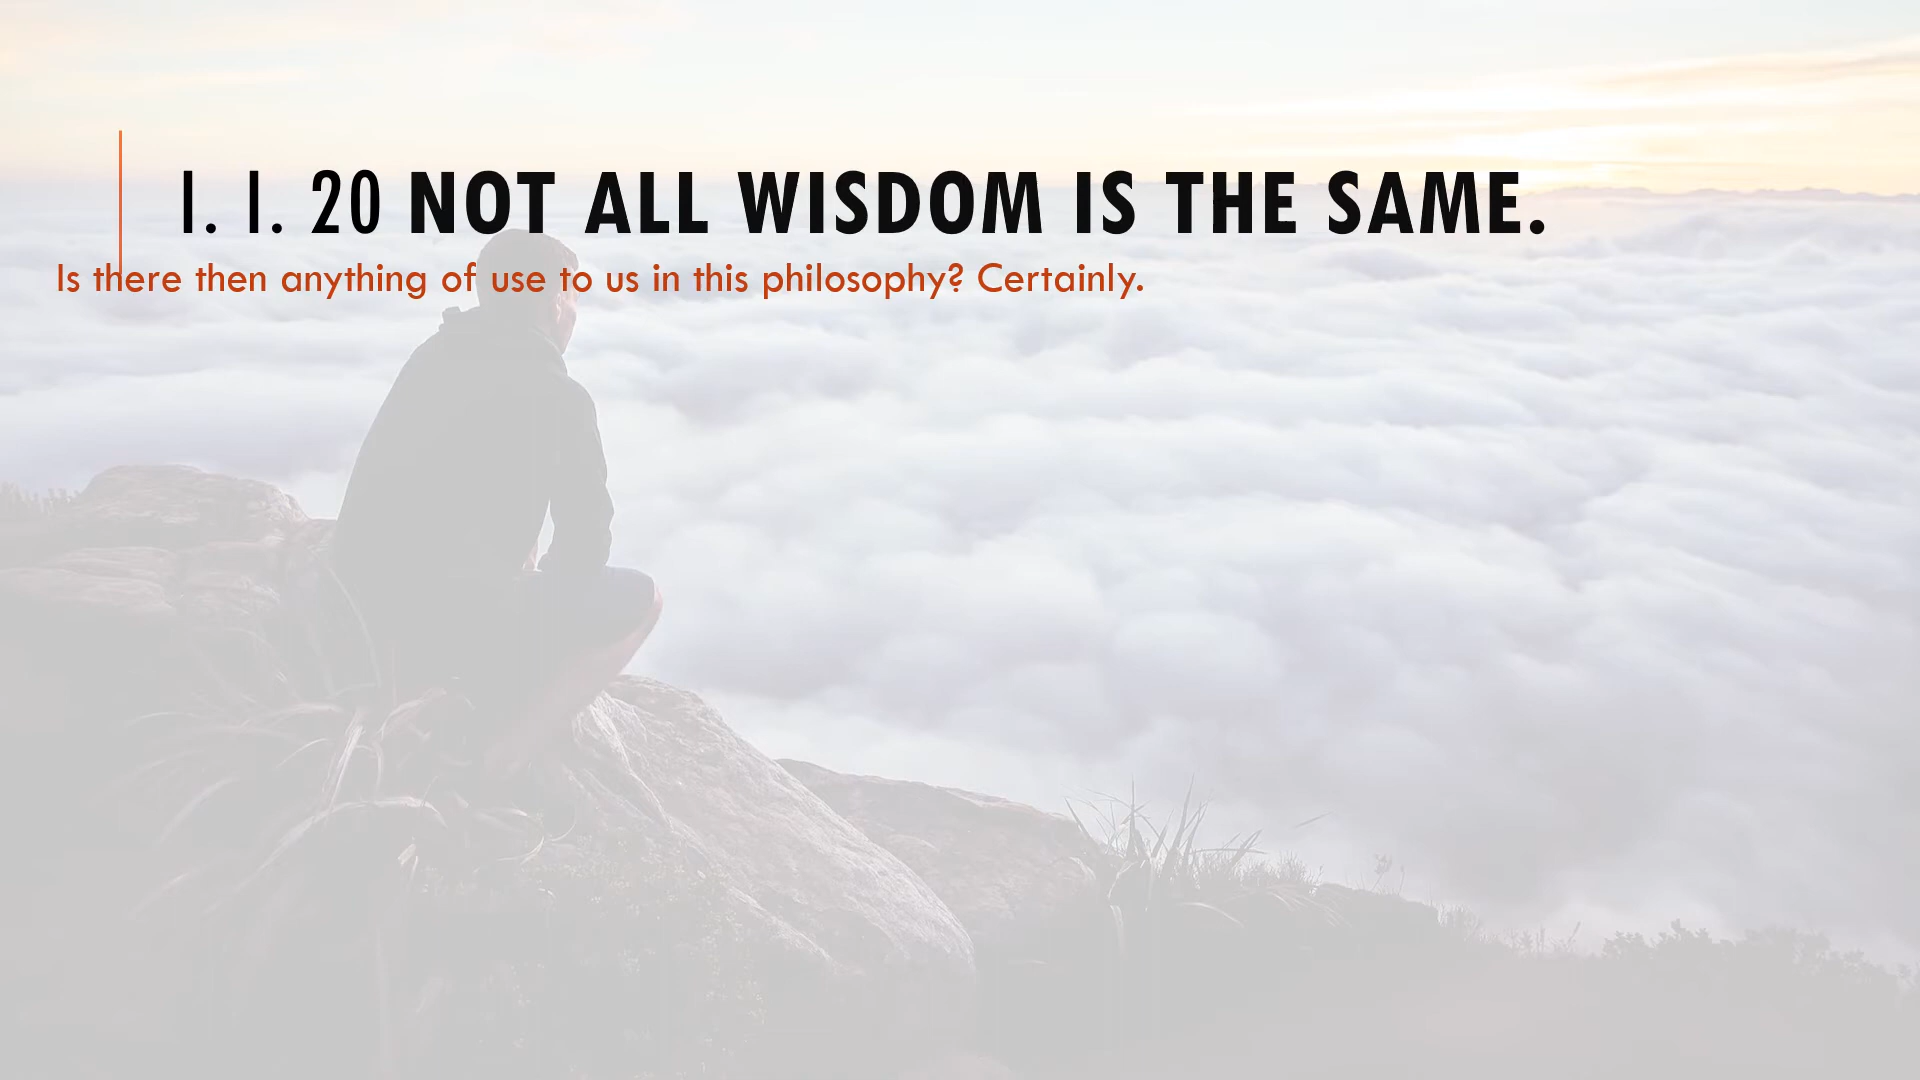 I. I. 20 NOT ALL WISDOM IS THE SAME.
Is there then anything of use to us in this philosophy? Certainly.